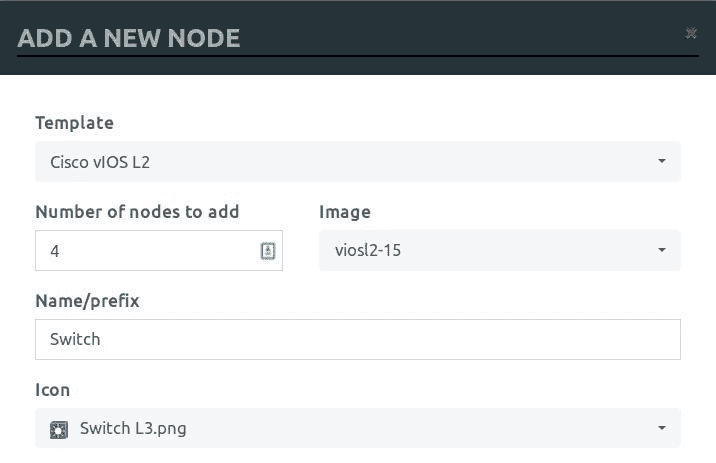 ADD A NEW NODE
Template
Cisco vIOS L2
Number of nodes to add Image
4 viosl2-15
Name/prefix
Switch
Icon
Switch L3.png